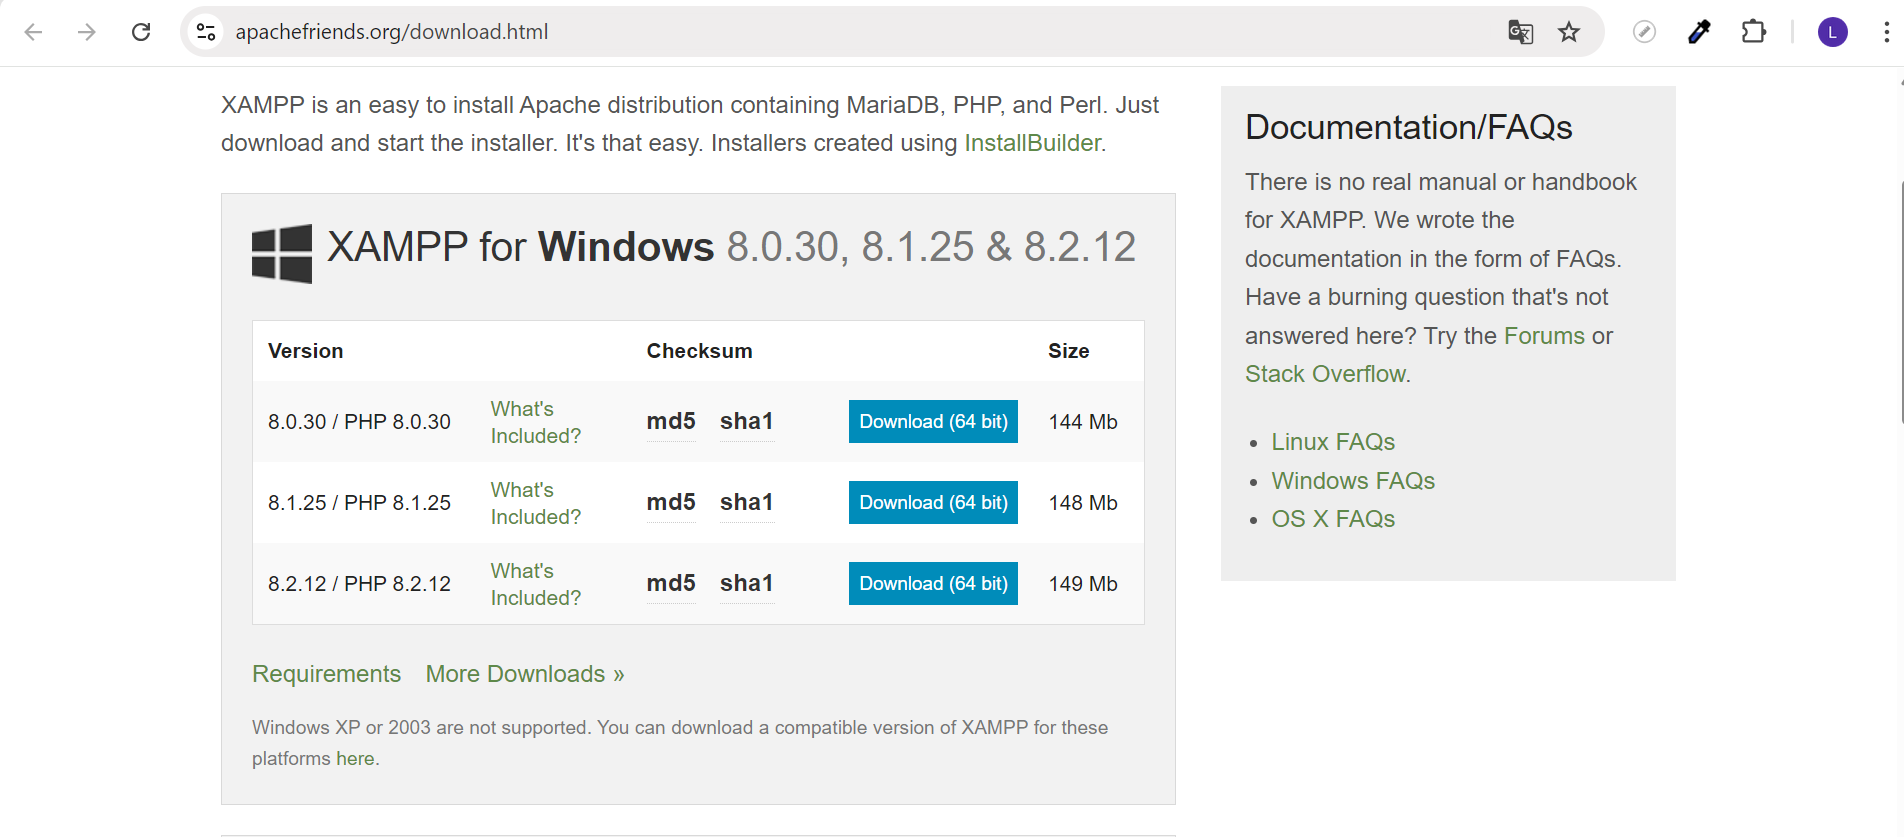 apachefriends.org/download.html
L
XAMPP is an easy to install Apache distribution containing MariaDB, PHP, and Perl. Just
download and start the installer. It's that easy. Installers created using InstallBuilder.
XAMPP for Windows 8.0.30, 8.1.25 & 8.2.12
Version Checksum Size
8.0.30 / PHP 8.0.30 What's Included? md5 sha1 Download (64 bit) 144 Mb
8.1.25 / PHP 8.1.25 What's Included? md5 sha1 Download (64 bit) 148 Mb
8.2.12 / PHP 8.2.12 What's Included? md5 sha1 Download (64 bit) 149 Mb
Requirements More Downloads »
Windows XP or 2003 are not supported. You can download a compatible version of XAMPP for these
platforms here.
Documentation/FAQs
There is no real manual or handbook
for XAMPP. We wrote the
documentation in the form of FAQs.
Have a burning question that's not
answered here? Try the Forums or
Stack Overflow.
• Linux FAQs
• Windows FAQs
• OS X FAQs